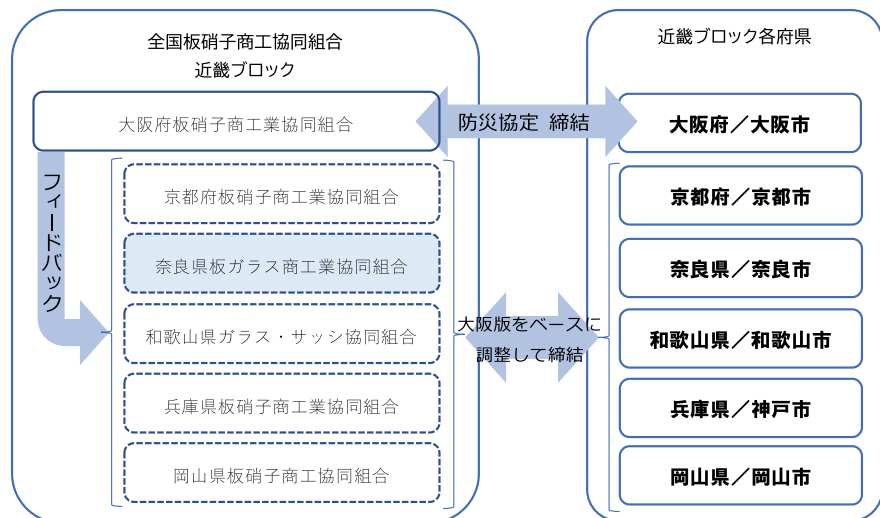 全国板硝子商工協同組合
近畿ブロック
近畿ブロック各府県
大阪府板硝子商工業協同組合
防災協定 締結
大阪府／大阪市
フィードバック
京都府板硝子商工業協同組合
京都府／京都市
奈良県板ガラス商工業協同組合
奈良県／奈良市
和歌山県ガラス・サッシ協同組合
大阪版をベースに
調整して締結
和歌山県／和歌山市
兵庫県板硝子商工業協同組合
兵庫県／神戸市
岡山県板硝子商工協同組合
岡山県／岡山市